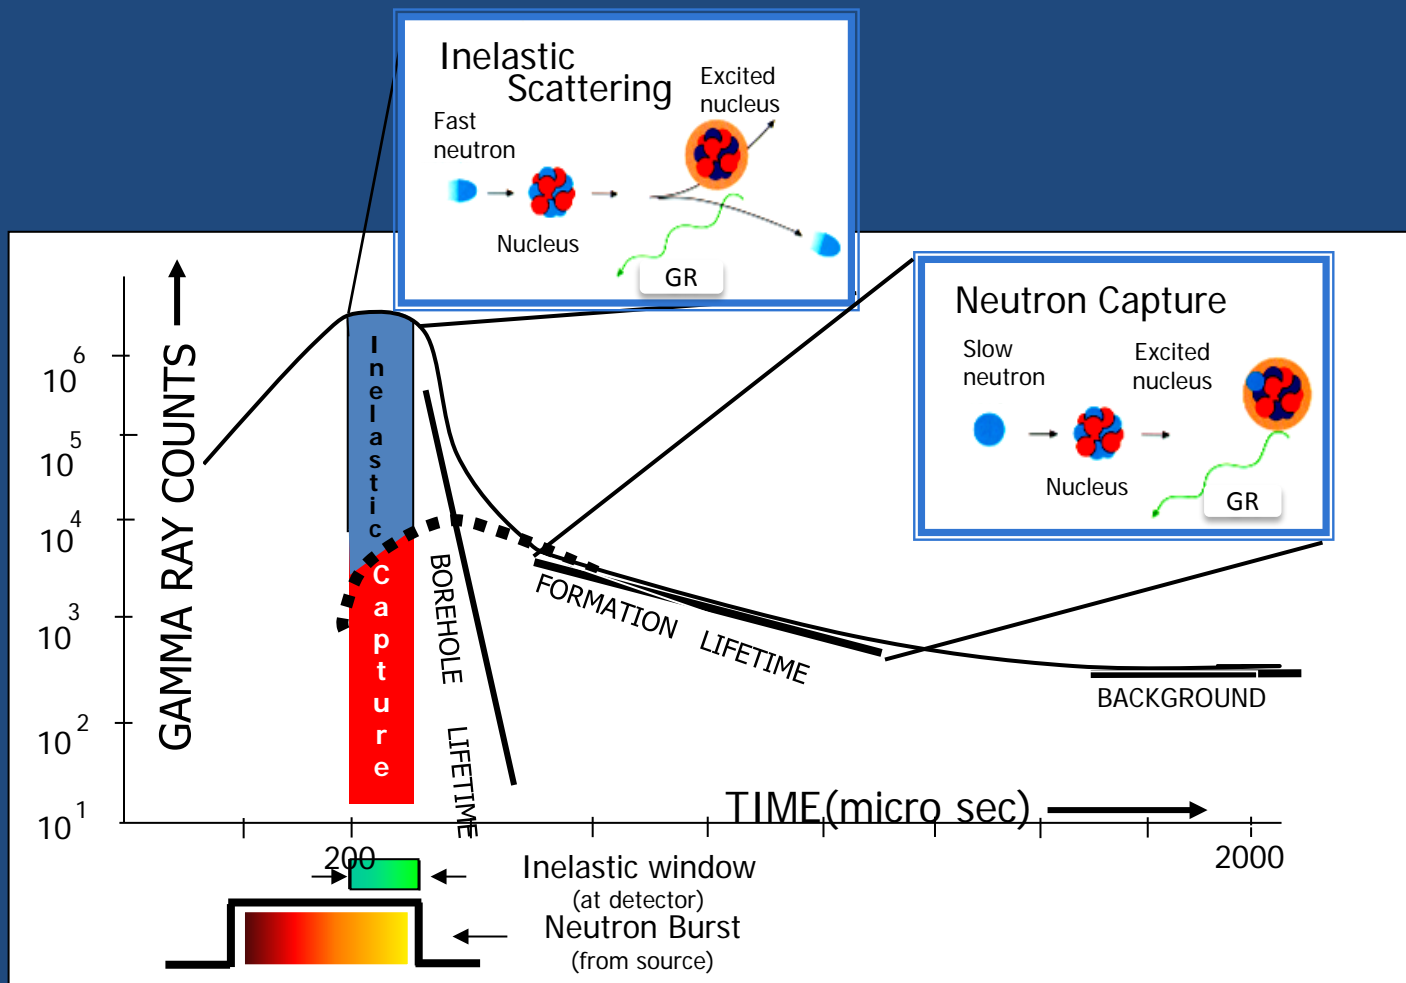 Inelastic
Scattering
Fast
neutron
Excited
nucleus
Nucleus
GR
Neutron Capture
Slow
neutron
Excited
nucleus
Nucleus
GR
GAMMA RAY COUNTS
10 6
10 5
10 4
10 3
10 2
10 1
Inelastic
Capture
BOREHOLE LIFETIME
FORMATION LIFETIME
BACKGROUND
TIME(micro sec)
200
2000
Inelastic window
(at detector)
Neutron Burst
(from source)